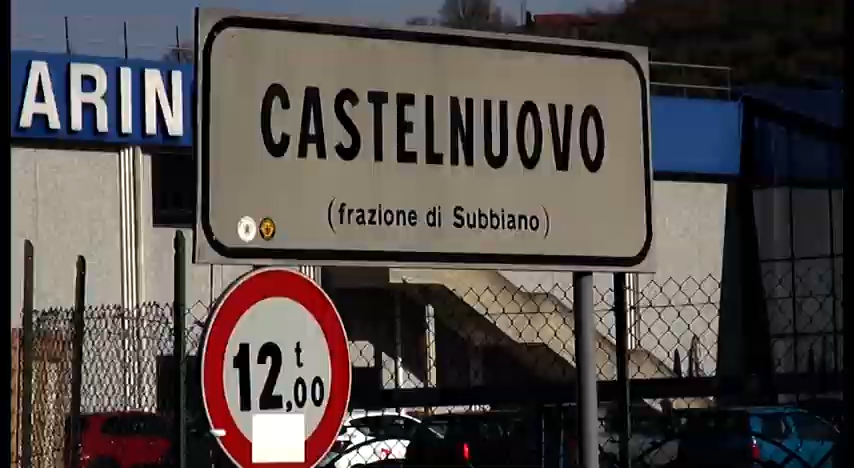 ARIN
CASTELNUOVO
(frazione di Subbiano)
12,00 t